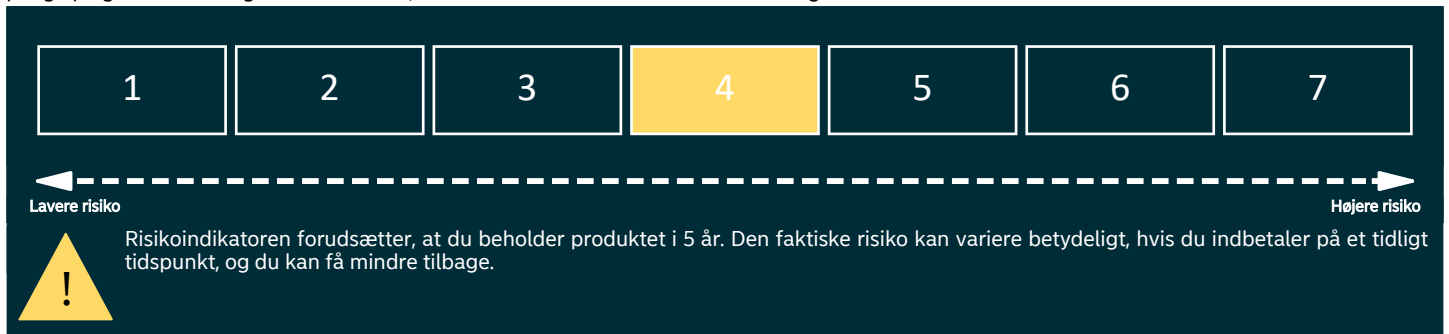 1 2 3 4 5 6 7
Lavere risiko Højere risiko
Risikoindikatoren forudsætter, at du beholder produktet i 5 år. Den faktiske risiko kan variere betydeligt, hvis du indbetaler på et tidligt
tidspunkt, og du kan få mindre tilbage.
!